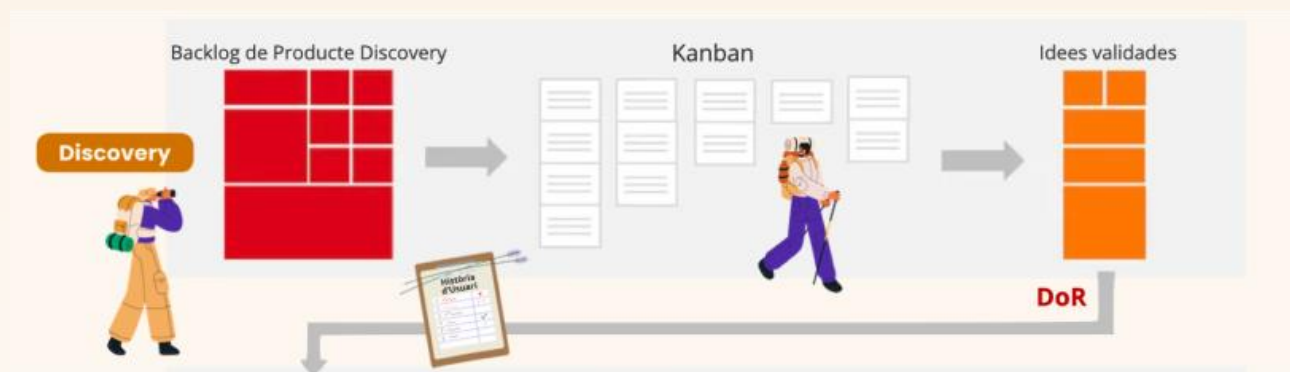 Backlog de Producte Discovery
Kanban
Idees validades
Discovery
Història
d'Usuari
DoR